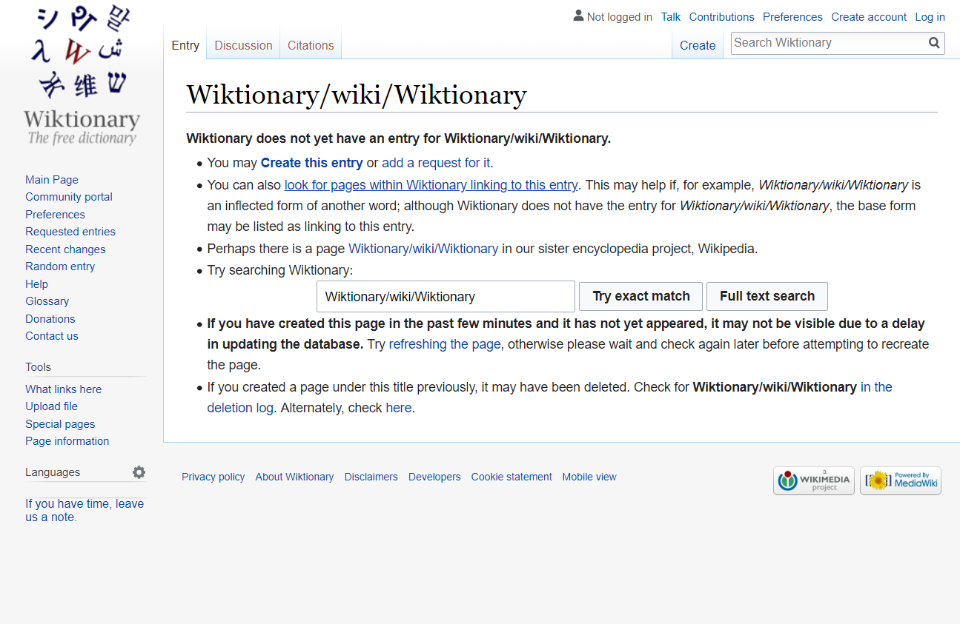 Not logged in Talk Contributions Preferences Create account Log in
Entry Discussion Citations Create Search Wiktionary
Wiktionary
The free dictionary
Main Page
Community portal
Preferences
Requested entries
Recent changes
Random entry
Help
Glossary
Donations
Contact us
Tools
What links here
Upload file
Special pages
Page information
Languages
If you have time, leave
us a note.
Wiktionary/wiki/Wiktionary
Wiktionary does not yet have an entry for Wiktionary/wiki/Wiktionary.
You may Create this entry or add a request for it.
You can also look for pages within Wiktionary linking to this entry. This may help if, for example, Wiktionary/wiki/Wiktionary is
an inflected form of another word; although Wiktionary does not have the entry for Wiktionary/wiki/Wiktionary, the base form
may be listed as linking to this entry.
Perhaps there is a page Wiktionary/wiki/Wiktionary in our sister encyclopedia project, Wikipedia.
Try searching Wiktionary:
Wiktionary/wiki/Wiktionary Try exact match Full text search
If you have created this page in the past few minutes and it has not yet appeared, it may not be visible due to a delay
in updating the database. Try refreshing the page, otherwise please wait and check again later before attempting to recreate
the page.
If you created a page under this title previously, it may have been deleted. Check for Wiktionary/wiki/Wiktionary in the
deletion log. Alternately, check here.
Privacy policy About Wiktionary Disclaimers Developers Cookie statement Mobile view
a
WIKIMEDIA
project
Powered By
MediaWiki